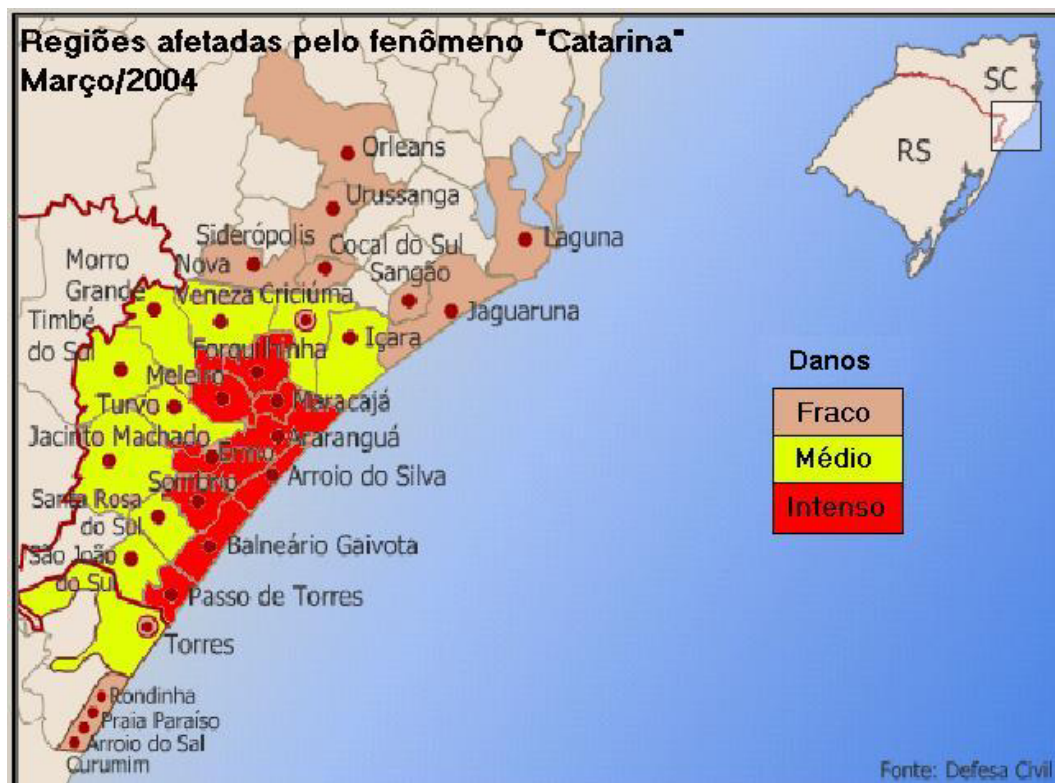 Regiões afetadas pelo fenômeno "Catarina"
Março/2004
SC
RS
Orleans
Urussanga
Laguna
Siderópolis
Cocal do Sul
Morro
Grande
Nova
Veneza
Criciúma
Sangão
Jaguaruna
Timbé
do Sul
Içara
Forquilhinha
Meleiro
Turvo
Maracajá
Jacinto Machado
Araranguá
Ermo
Arroio do Silva
Sombrio
Santa Rosa
do Sul
Balneário Gaivota
São João
do Sul
Passo de Torres
Torres
Rondinha
Praia Paraíso
Arroio do Sal
Curumim
Danos
Fraco
Médio
Intenso
Fonte: Defesa Civil